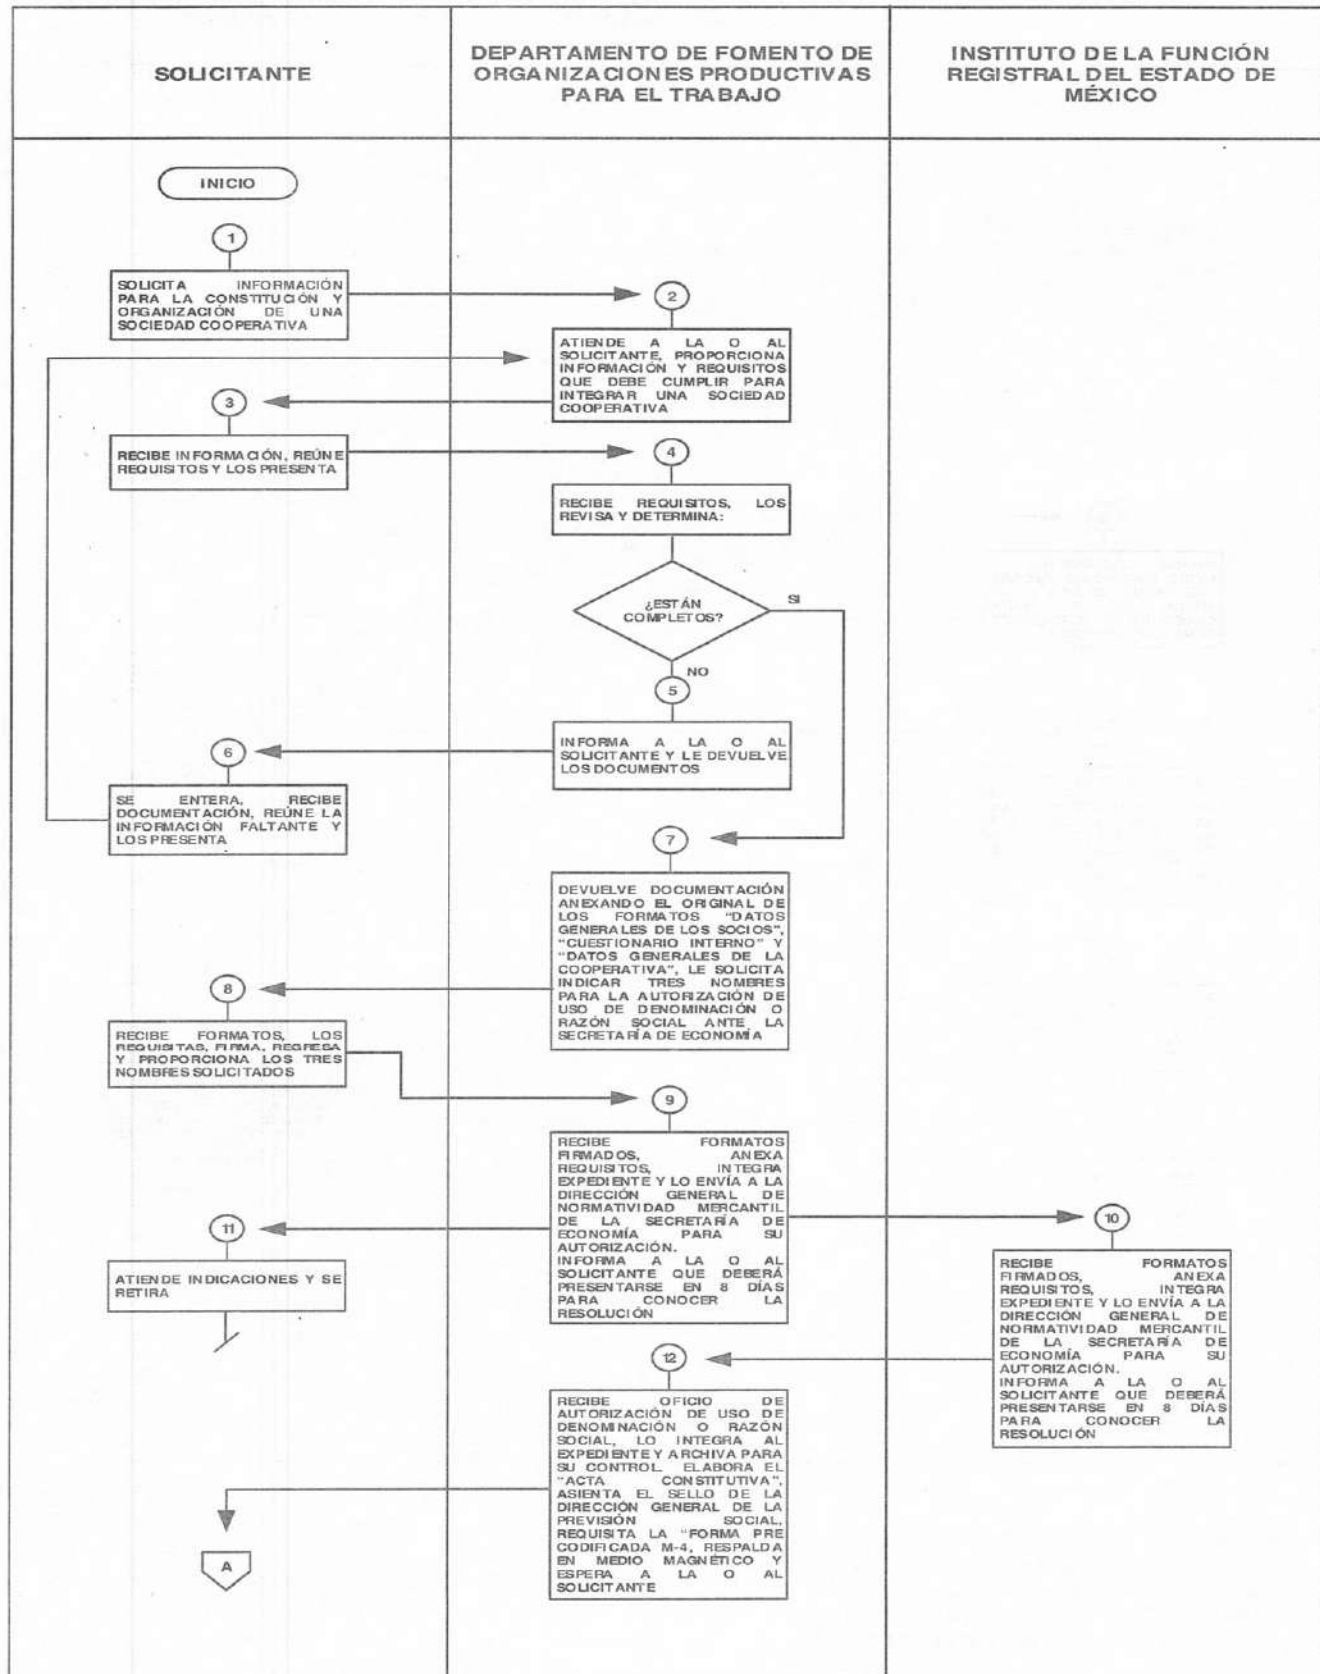 SOLICITANTE
DEPARTAMENTO DE FOMENTO DE
ORGANIZACIONES PRODUCTIVAS
PARA EL TRABAJO
INSTITUTO DE LA FUNCIÓN
REGISTRAL DEL ESTADO DE
MÉXICO
INICIO
1
SOLICITA INFORMACIÓN
PARA LA CONSTITUCIÓN Y
ORGANIZACIÓN DE UNA
SOCIEDAD COOPERATIVA
2
ATIENDE A LA O AL
SOLICITANTE, PROPORCIONA
INFORMACIÓN Y REQUISITOS
QUE DEBE CUMPLIR PARA
INTEGRAR UNA SOCIEDAD
COOPERATIVA
3
RECIBE INFORMACIÓN, REÚNE
REQUISITOS Y LOS PRESENTA
4
RECIBE REQUISITOS, LOS
REVISA Y DETERMINA:
¿ESTÁN
COMPLETOS?
SI
NO
5
INFORMA A LA O AL
SOLICITANTE Y LE DEVUELVE
LOS DOCUMENTOS
6
SE ENTERA, RECIBE
DOCUMENTACIÓN, REÚNE LA
INFORMACIÓN FALTANTE Y
LOS PRESENTA
7
DEVUELVE DOCUMENTACIÓN
ANEXANDO EL ORIGINAL DE
LOS FORMATOS "DATOS
GENERALES DE LOS SOCIOS",
"CUESTIONARIO INTERNO" Y
"DATOS GENERALES DE LA
COOPERATIVA", LE SOLICITA
INDICAR TRES NOMBRES
PARA LA AUTORIZACIÓN DE
USO DE DENOMINACIÓN O
RAZÓN SOCIAL ANTE LA
SECRETARÍA DE ECONOMÍA
8
RECIBE FORMATOS, LOS
REQUISITAS, FIRMA, REGRESA
Y PROPORCIONA LOS TRES
NOMBRES SOLICITADOS
9
RECIBE FORMATOS
FIRMADOS, ANEXA
REQUISITOS, INTEGRA
EXPEDIENTE Y LO ENVÍA A LA
DIRECCIÓN GENERAL DE
NORMATIVIDAD MERCANTIL
DE LA SECRETARÍA DE
ECONOMÍA PARA SU
AUTORIZACIÓN.
INFORMA A LA O AL
SOLICITANTE QUE DEBERÁ
PRESENTARSE EN 8 DÍAS
PARA CONOCER LA
RESOLUCIÓN
10
RECIBE FORMATOS
FIRMADOS, ANEXA
REQUISITOS, INTEGRA
EXPEDIENTE Y LO ENVÍA A LA
DIRECCIÓN GENERAL DE
NORMATIVIDAD MERCANTIL
DE LA SECRETARÍA DE
ECONOMÍA PARA SU
AUTORIZACIÓN.
INFORMA A LA O AL
SOLICITANTE QUE DEBERÁ
PRESENTARSE EN 8 DÍAS
PARA CONOCER LA
RESOLUCIÓN
11
ATIENDE INDICACIONES Y SE
RETIRA
12
RECIBE OFICIO DE
AUTORIZACIÓN DE USO DE
DENOMINACIÓN O RAZÓN
SOCIAL, LO INTEGRA AL
EXPEDIENTE Y ARCHIVA PARA
SU CONTROL. ELABORA EL
"ACTA CONSTITUTIVA",
ASIENTA EL SELLO DE LA
DIRECCIÓN GENERAL DE LA
PREVISIÓN SOCIAL,
REQUISITA LA "FORMA PRE
CODIFICADA M-4, RESPALDA
EN MEDIO MAGNÉTICO Y
ESPERA A LA O AL
SOLICITANTE
A